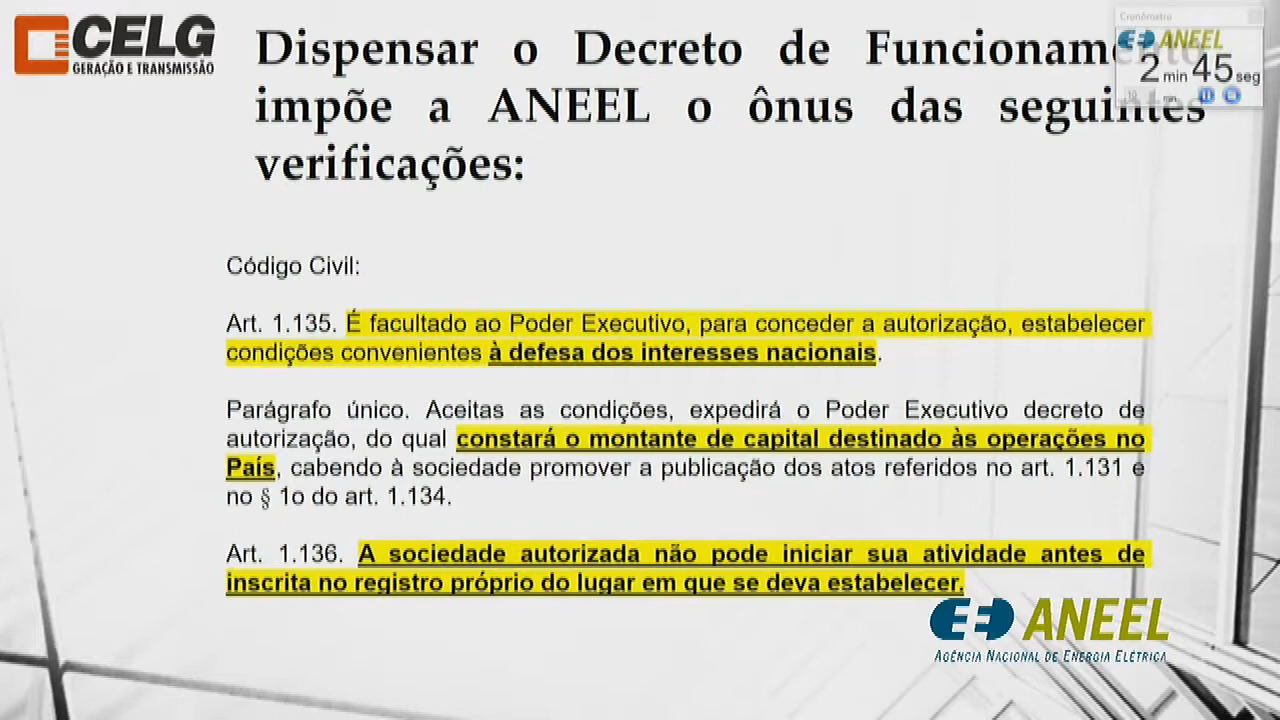 CELG
GERAÇÃO E TRANSMISSÃO
Dispensar o Decreto de Funcionamento
impõe a ANEEL o ônus das seguintes
verificações:
Cronômetro
ANEEL
2 min 45 seg
Código Civil:
Art. 1.135. É facultado ao Poder Executivo, para conceder a autorização, estabelecer
condições convenientes à defesa dos interesses nacionais.
Parágrafo único. Aceitas as condições, expedirá o Poder Executivo decreto de
autorização, do qual constará o montante de capital destinado às operações no
País, cabendo à sociedade promover a publicação dos atos referidos no art. 1.131 e
no § 1o do art. 1.134.
Art. 1.136. A sociedade autorizada não pode iniciar sua atividade antes de
inscrita no registro próprio do lugar em que se deva estabelecer.
ANEEL
AGÊNCIA NACIONAL DE ENERGIA ELÉTRICA